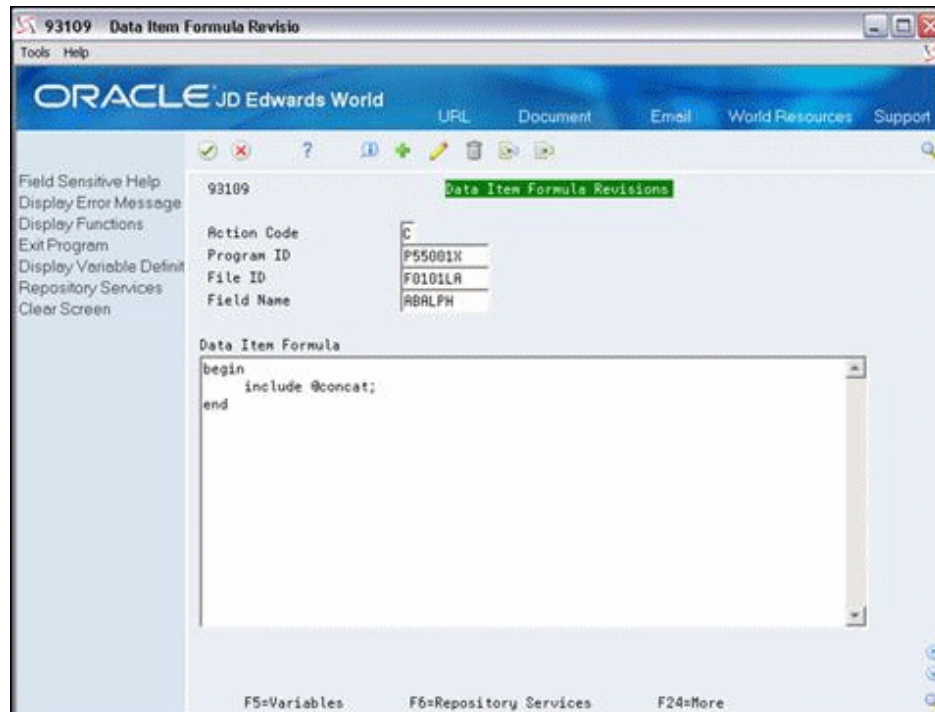 93109 Data Item Formula Revisio
Tools Help
ORACLE JD Edwards World
URL Document Email World Resources Support
Field Sensitive Help
Display Error Message
Display Functions
Exit Program
Display Variable Definit
Repository Services
Clear Screen
93109 Data Item Formula Revisions
Action Code C
Program ID P55001X
File ID F0101LA
Field Name ABALPH
Data Item Formula
begin
include @concat;
end
F5=Variables F6=Repository Services F24=More